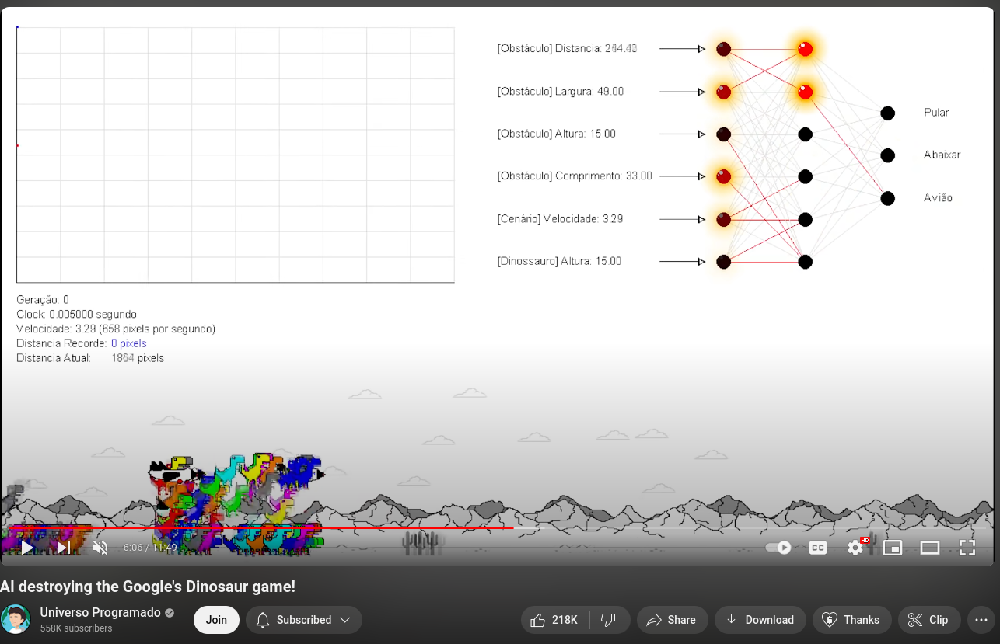 [Obstáculo] Distancia:
[Obstáculo] Largura: 49.00
[Obstáculo] Altura: 15.00
[Obstáculo] Comprimento: 33.00
[Cenário] Velocidade: 3.29
[Dinossauro] Altura: 15.00
Pular
Abaixar
Avião
Geração: 0
Clock: 0.005000 segundo
Velocidade: 3.29 (658 pixels por segundo)
Distancia Recorde: 0 pixels
Distancia Atual: 1864 pixels
6:06 / 11:49
CC
HD
AI destroying the Google's Dinosaur game!
Universo Programado
558K subscribers
Join
Subscribed
218K
Share
Download
Thanks
Clip